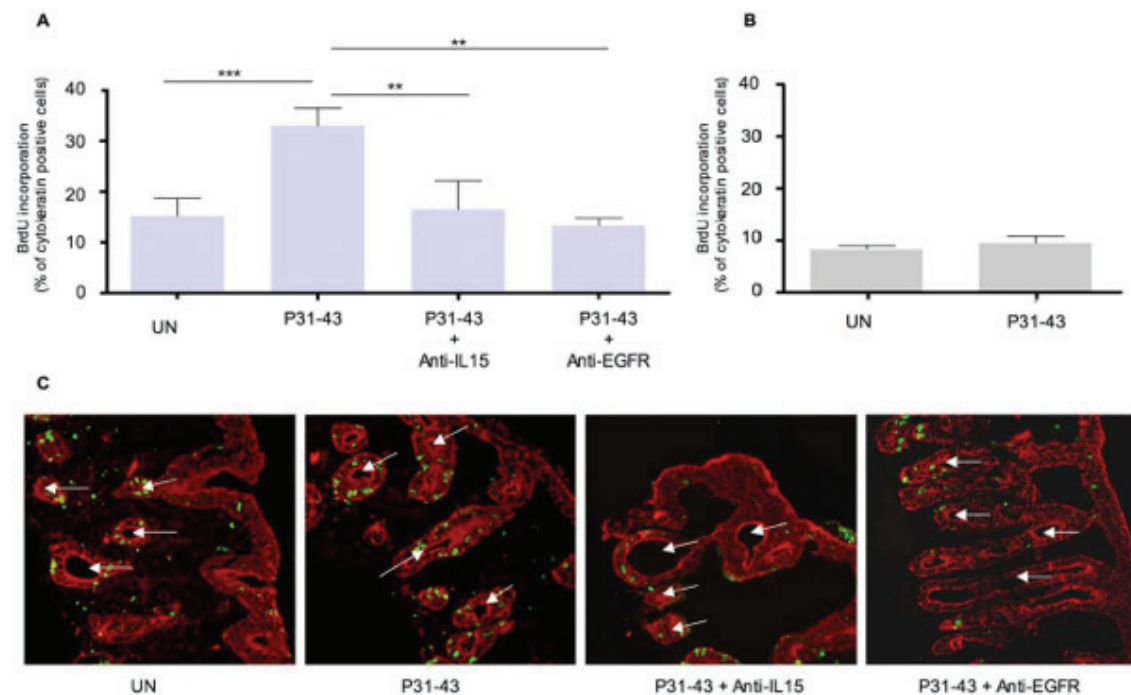 A
BrdU incorporation
(% of cytokeratin positive cells)
40
30
20
10
0
***
**
**
UN
P31-43
P31-43
+
Anti-IL15
P31-43
+
Anti-EGFR
B
BrdU incorporation
(% of cytokeratin positive cells)
40
30
20
10
0
UN
P31-43
C
UN
P31-43
P31-43 + Anti-IL15
P31-43 + Anti-EGFR